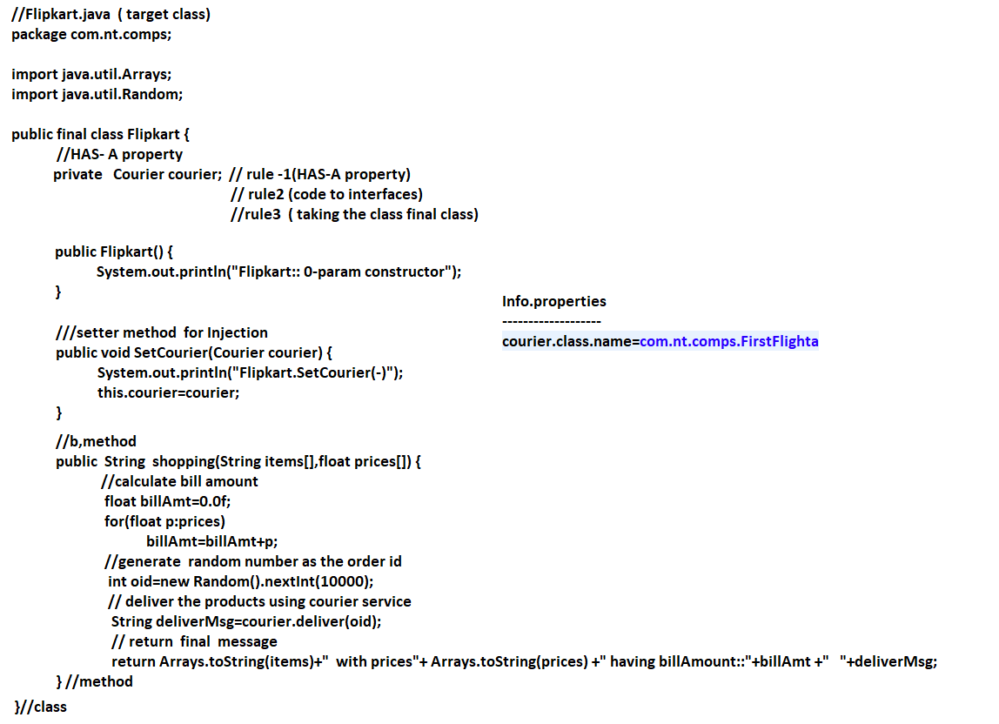 //Flipkart.java ( target class)
package com.nt.comps;
import java.util.Arrays;
import java.util.Random;
public final class Flipkart {
//HAS- A property
private Courier courier; // rule -1(HAS-A property)
// rule2 (code to interfaces)
//rule3 ( taking the class final class)
public Flipkart() {
System.out.println("Flipkart:: 0-param constructor");
}
///setter method for Injection
public void SetCourier(Courier courier) {
System.out.println("Flipkart.SetCourier(-)");
this.courier=courier;
}
//b,method
public String shopping(String items[],float prices[]) {
//calculate bill amount
float billAmt=0.0f;
for(float p:prices)
billAmt=billAmt+p;
//generate random number as the order id
int oid=new Random().nextInt(10000);
// deliver the products using courier service
String deliverMsg=courier.deliver(oid);
// return final message
return Arrays.toString(items)+" with prices"+ Arrays.toString(prices) +" having billAmount::"+billAmt +" "+deliverMsg;
} //method
}//class
Info.properties
-------------------
courier.class.name=com.nt.comps.FirstFlighta